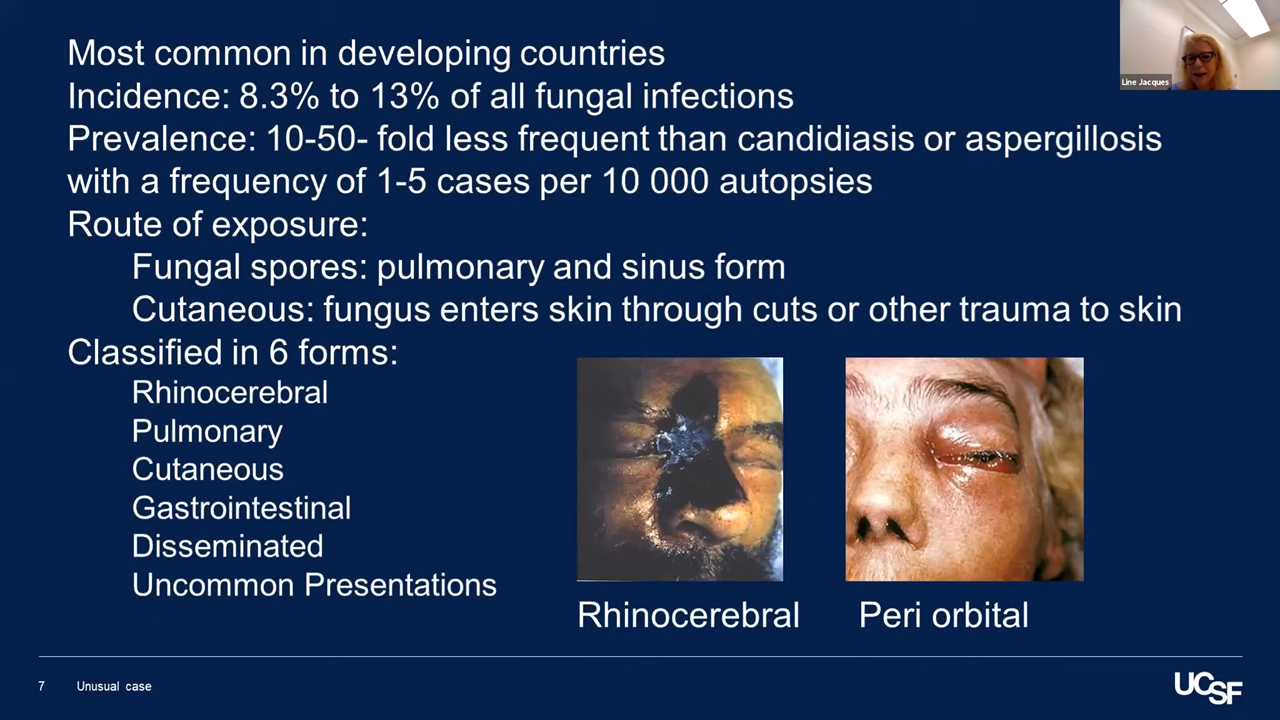 Most common in developing countries
Incidence: 8.3% to 13% of all fungal infections
Prevalence: 10-50- fold less frequent than candidiasis or aspergillosis
with a frequency of 1-5 cases per 10 000 autopsies
Route of exposure:
Fungal spores: pulmonary and sinus form
Cutaneous: fungus enters skin through cuts or other trauma to skin
Classified in 6 forms:
Rhinocerebral
Pulmonary
Cutaneous
Gastrointestinal
Disseminated
Uncommon Presentations
Rhinocerebral
Peri orbital
7 Unusual case
UCSF
Line Jacques